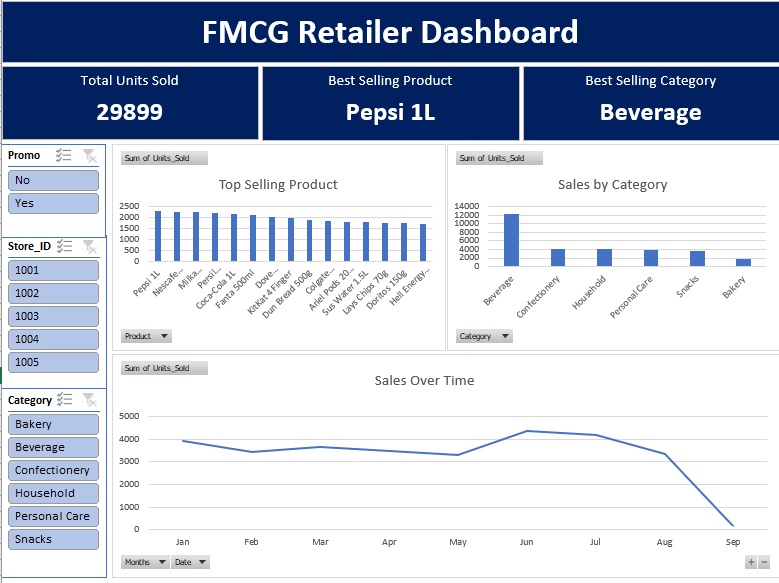 FMCG Retailer Dashboard
Total Units Sold
29899
Best Selling Product
Pepsi 1L
Best Selling Category
Beverage
Promo
No
Yes
Store_ID
1001
1002
1003
1004
1005
Category
Bakery
Beverage
Confectionery
Household
Personal Care
Snacks
Sum of Units_Sold
Top Selling Product
2500
2000
1500
1000
500
0
Pepsi 1L
Nescafe...
Milka...
Persil...
Coca-Cola 1L
Fanta 500ml
Dove...
KitKat 4 Finger
Dun Bread 500g
Colgate...
Ariel Pods 20...
Sus Water 1.5L
Lays Chips 70g
Doritos 150g
Hell Energy...
Product
Sum of Units_Sold
Sales by Category
14000
12000
10000
8000
6000
4000
2000
0
Beverage
Confectionery
Household
Personal Care
Snacks
Bakery
Category
Sum of Units_Sold
Sales Over Time
5000
4000
3000
2000
1000
0
Jan
Feb
Mar
Apr
May
Jun
Jul
Aug
Sep
Months
Date
+ −